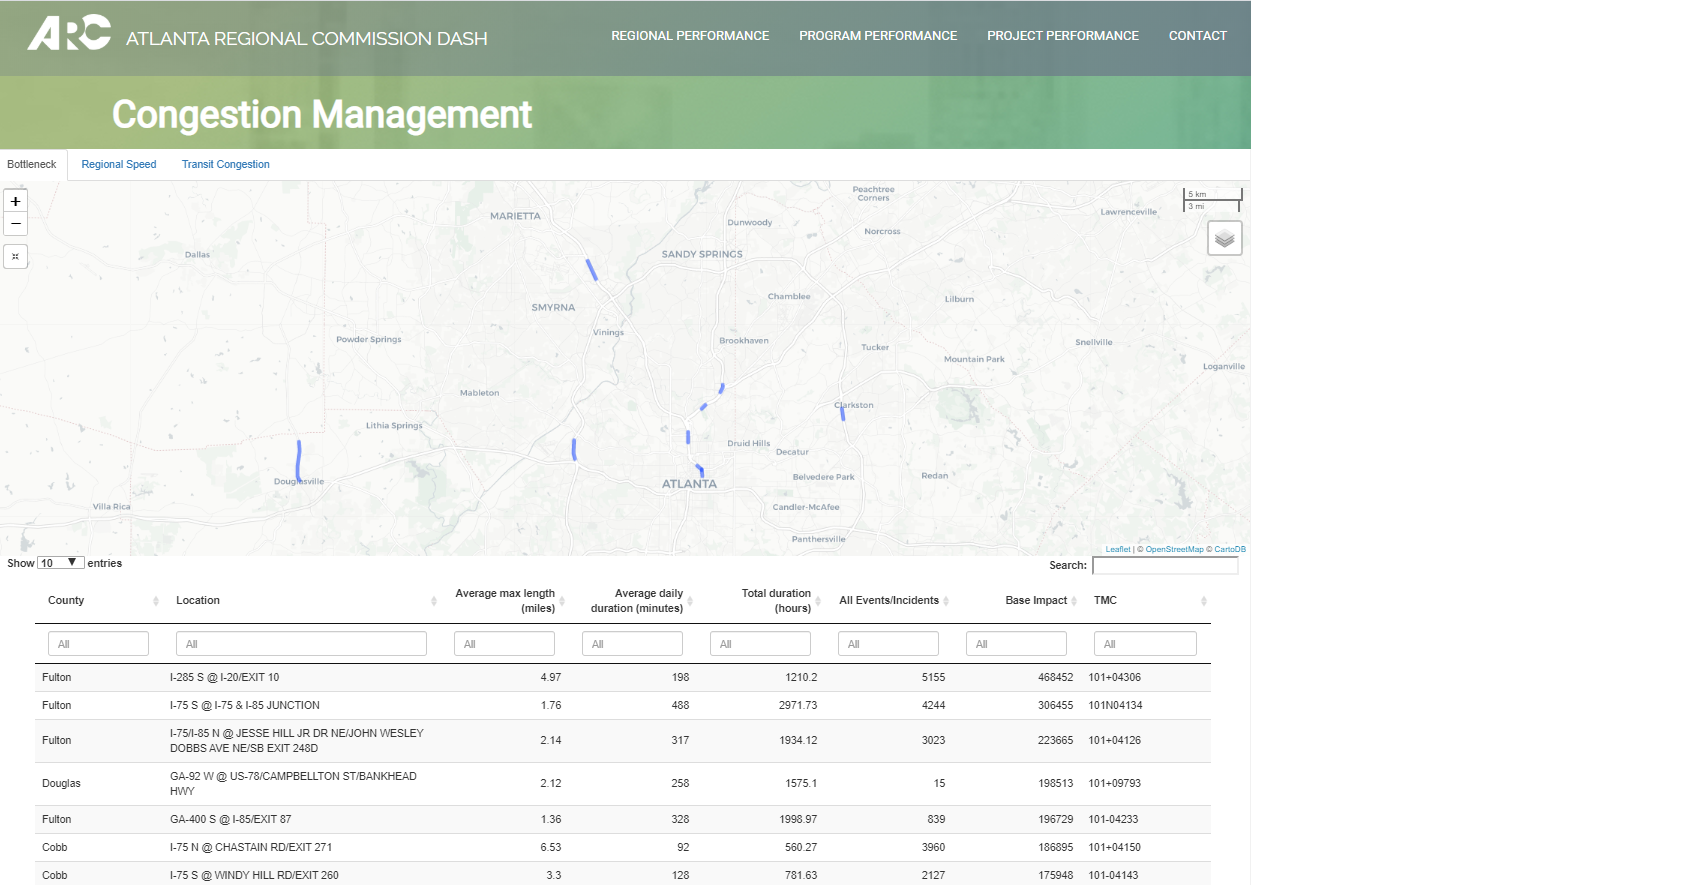 ARC ATLANTA REGIONAL COMMISSION DASH REGIONAL PERFORMANCE PROGRAM PERFORMANCE PROJECT PERFORMANCE CONTACT
Congestion Management
Bottleneck Regional Speed Transit Congestion
+
−
5 km
3 mi
Peachtree
Corners
MARIETTA
Lawrenceville
Dunwoody
Norcross
Dallas
SANDY SPRINGS
Chamblee
Lilburn
SMYRNA
Vinings
Powder Springs
Brookhaven
Tucker
Snellville
Mountain Park
Loganville
Mableton
Clarkston
Lithia Springs
Druid Hills
Decatur
Douglasville
ATLANTA
Belvedere Park
Redan
Villa Rica
Candler-McAfee
Panthersville
Leaflet | © OpenStreetMap © CartoDB
Show 10 entries
Search:
County Location Average max length (miles) Average daily duration (minutes) Total duration (hours) All Events/Incidents Base Impact TMC
All All All All All All All All
Fulton I-285 S @ I-20/EXIT 10 4.97 198 1210.2 5155 468452 101+04306
Fulton I-75 S @ I-75 & I-85 JUNCTION 1.76 488 2971.73 4244 306455 101N04134
Fulton I-75/I-85 N @ JESSE HILL JR DR NE/JOHN WESLEY DOBBS AVE NE/SB EXIT 248D 2.14 317 1934.12 3023 223665 101+04126
Douglas GA-92 W @ US-78/CAMPBELLTON ST/BANKHEAD HWY 2.12 258 1575.1 15 198513 101+09793
Fulton GA-400 S @ I-85/EXIT 87 1.36 328 1998.97 839 196729 101-04233
Cobb I-75 N @ CHASTAIN RD/EXIT 271 6.53 92 560.27 3960 186895 101+04150
Cobb I-75 S @ WINDY HILL RD/EXIT 260 3.3 128 781.63 2127 175948 101-04143